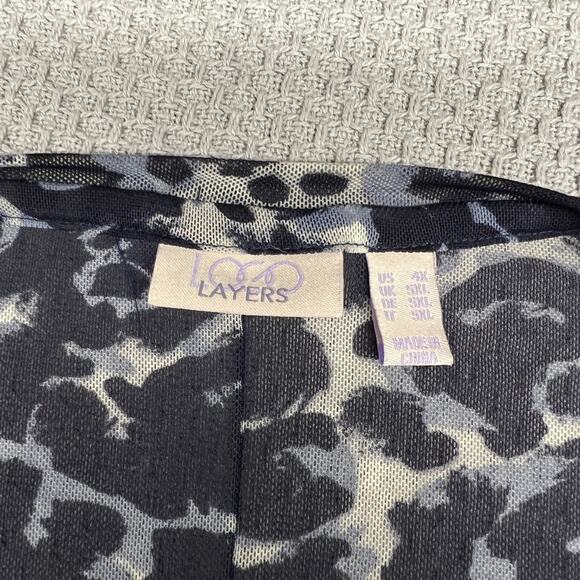 LOGO
LAYERS
US 4X
UK 5XL
DE 5XL
IT 5XL
MADE IN
CHINA